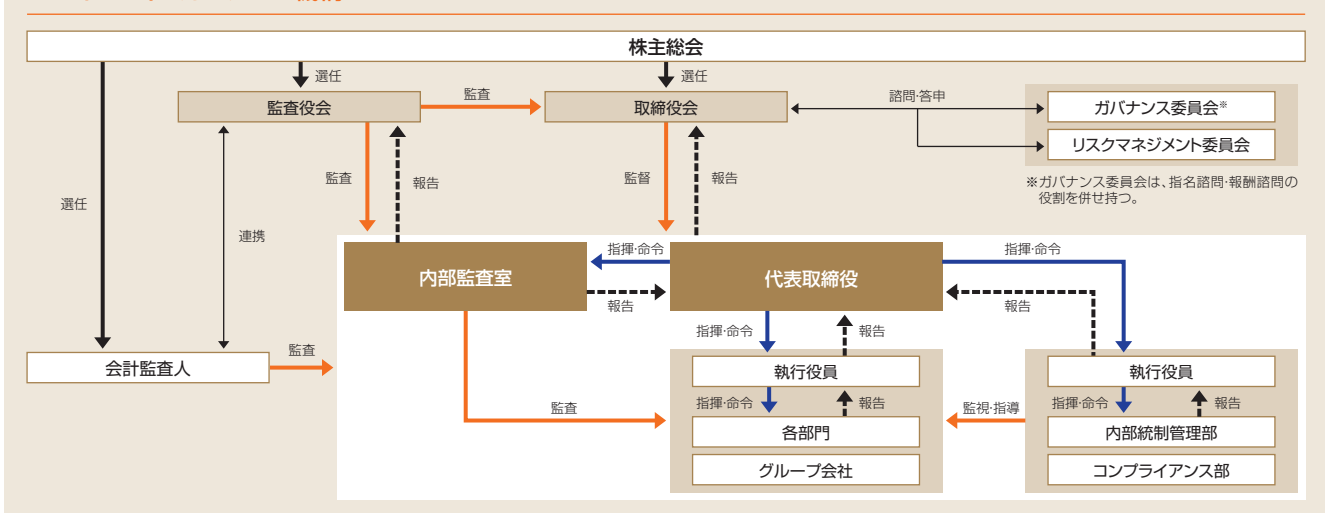 株主総会
選任
選任
監査役会
監査
取締役会
諮問・答申
ガバナンス委員会※
リスクマネジメント委員会
※ガバナンス委員会は、指名諮問・報酬諮問の
役割を併せ持つ。
選任
連携
監査
報告
監督
報告
内部監査室
指揮・命令
報告
代表取締役
指揮・命令
報告
指揮・命令
報告
会計監査人
監査
執行役員
執行役員
指揮・命令
報告
指揮・命令
報告
監査
各部門
監視・指導
内部統制管理部
グループ会社
コンプライアンス部